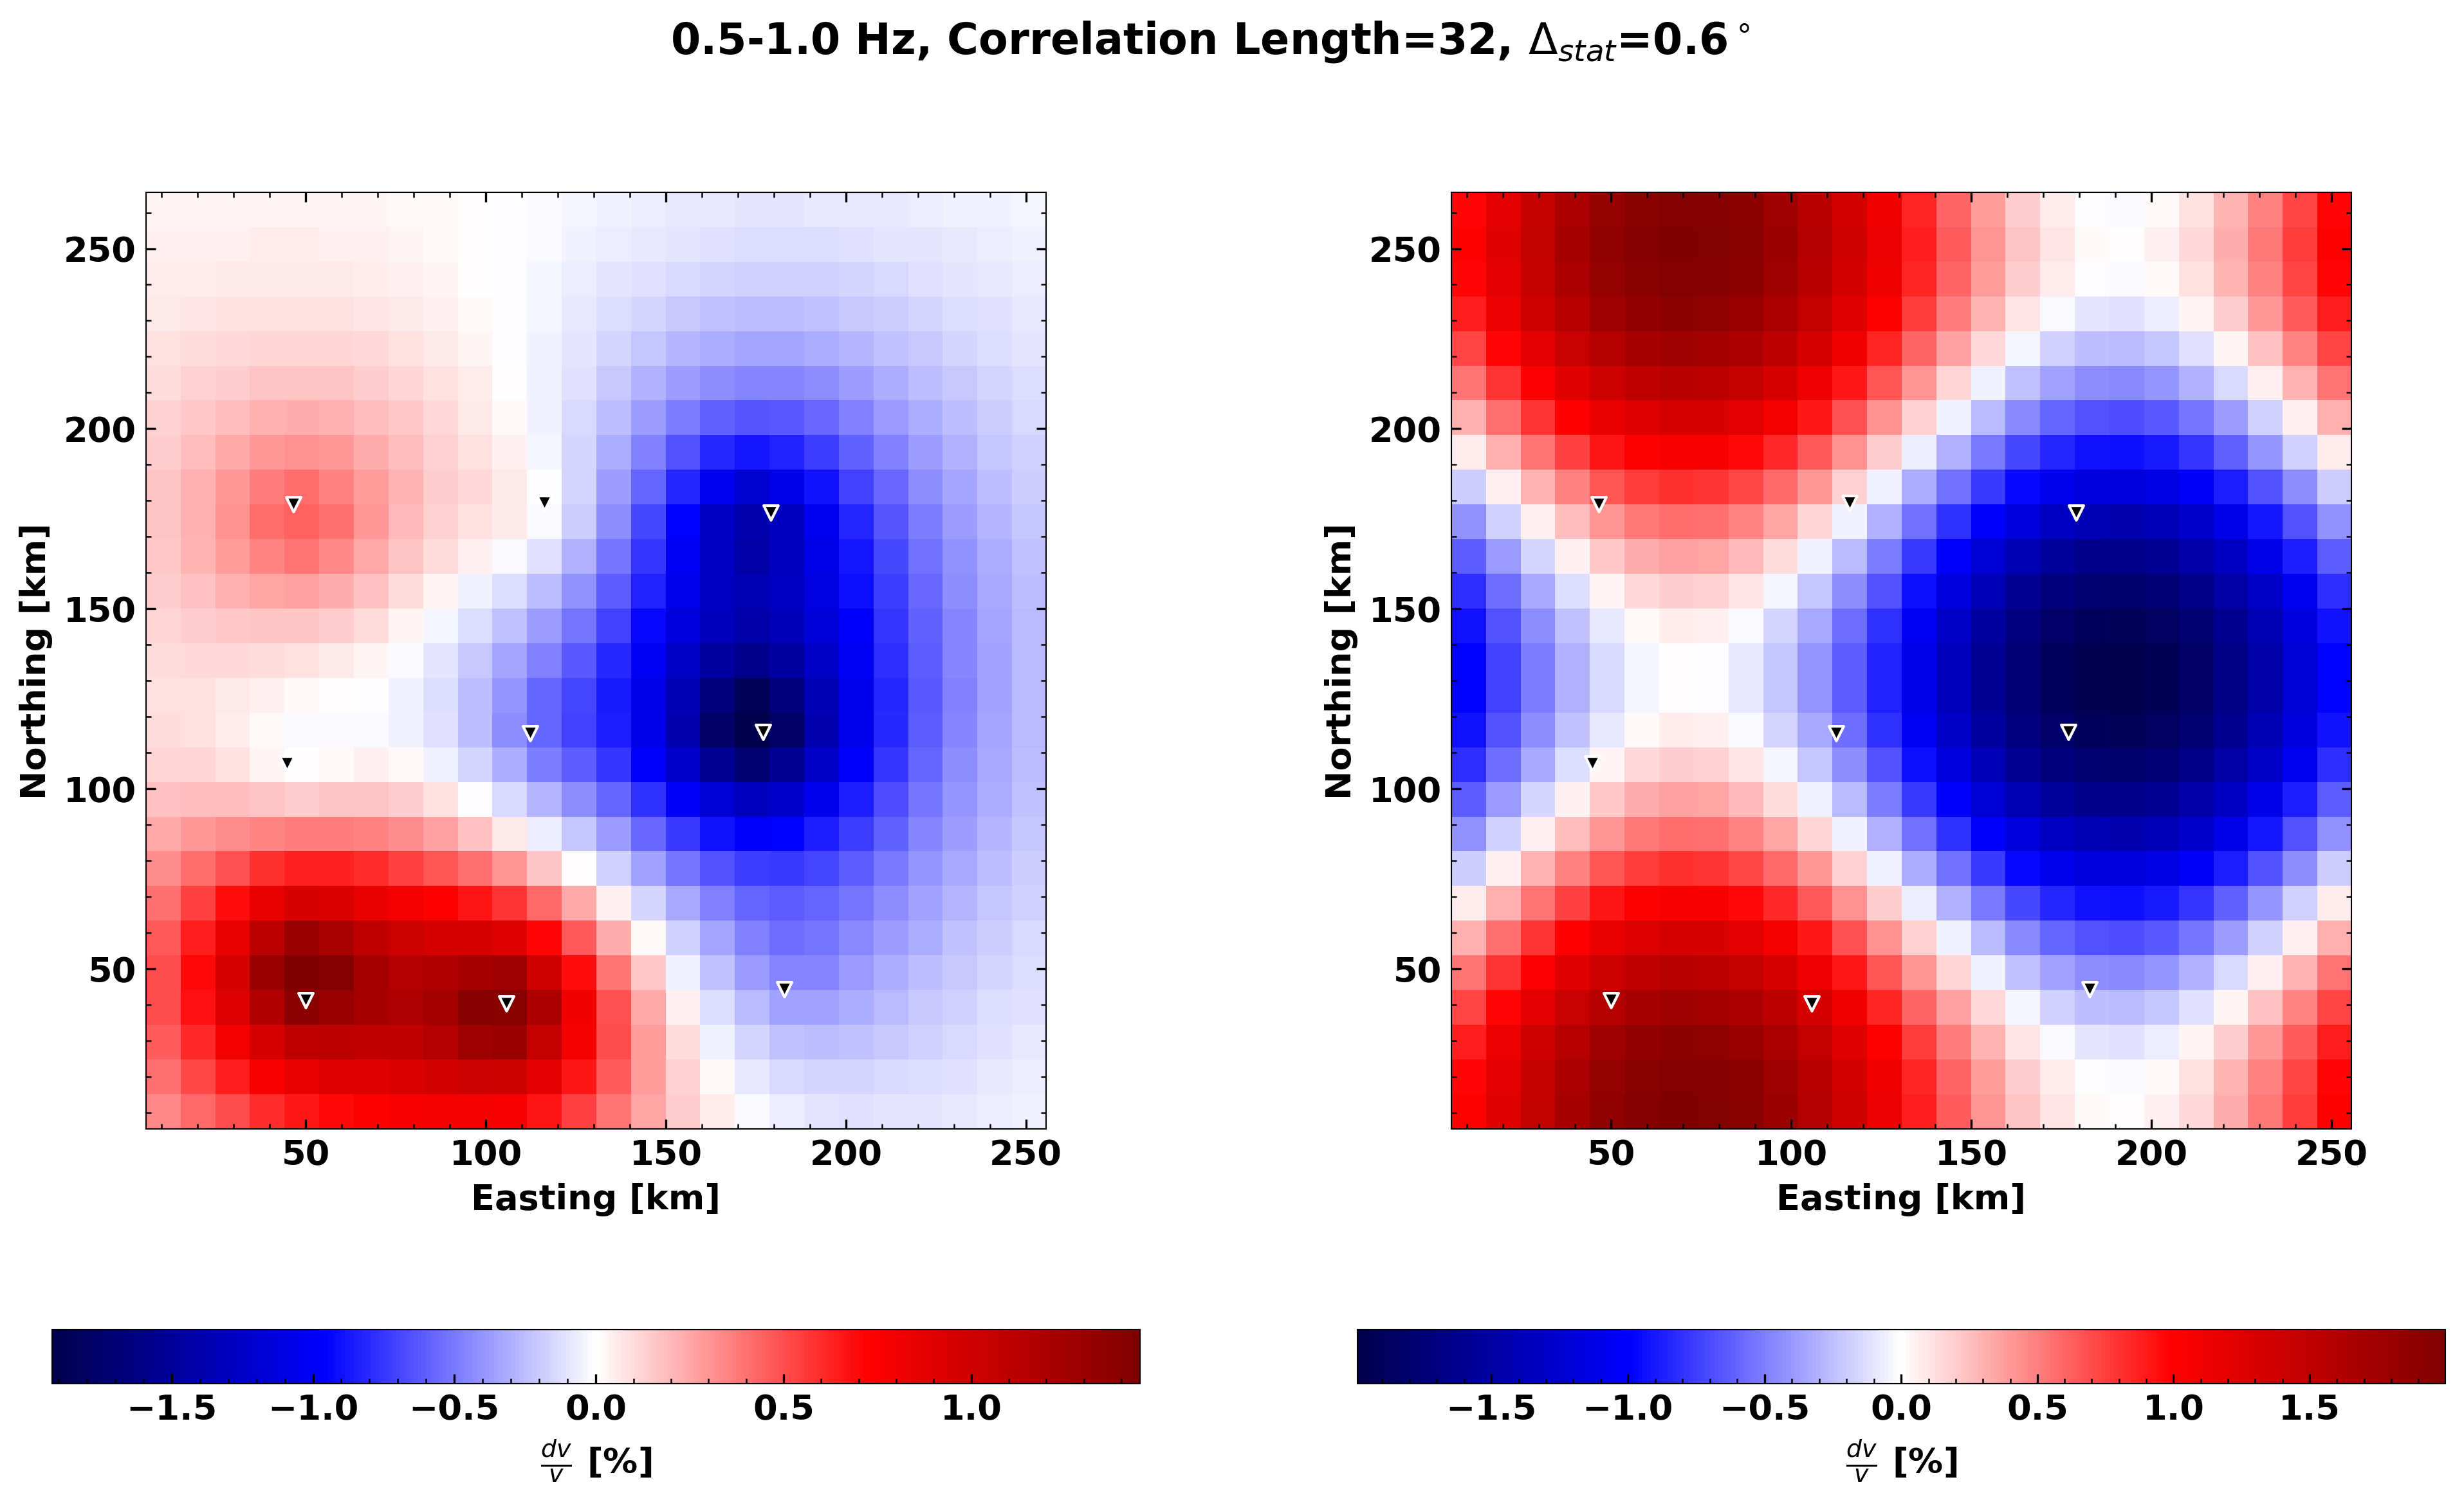 0.5-1.0 Hz, Correlation Length=32, Δstat=0.6°
250
200
150
100
50
Northing [km]
50 100 150 200 250
Easting [km]
250
200
150
100
50
Northing [km]
50 100 150 200 250
Easting [km]
−1.5 −1.0 −0.5 0.0 0.5 1.0
dv/v [%]
−1.5 −1.0 −0.5 0.0 0.5 1.0 1.5
dv/v [%]